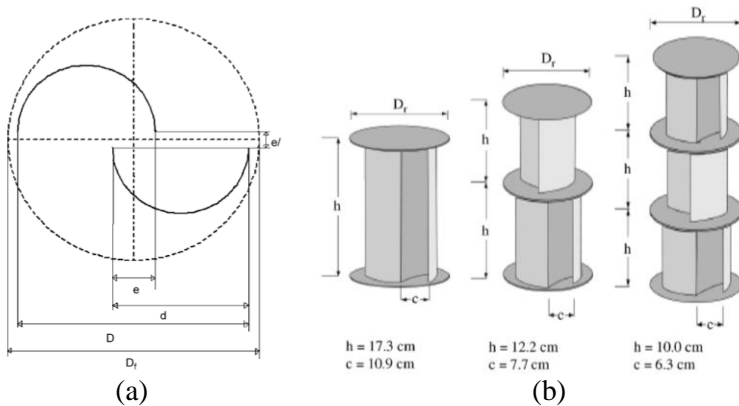 e/
e
d
D
Df
(a)
Dr
h
c
h = 17.3 cm
c = 10.9 cm
Dr
h
h
c
h = 12.2 cm
c = 7.7 cm
Dr
h
h
h
c
h = 10.0 cm
c = 6.3 cm
(b)